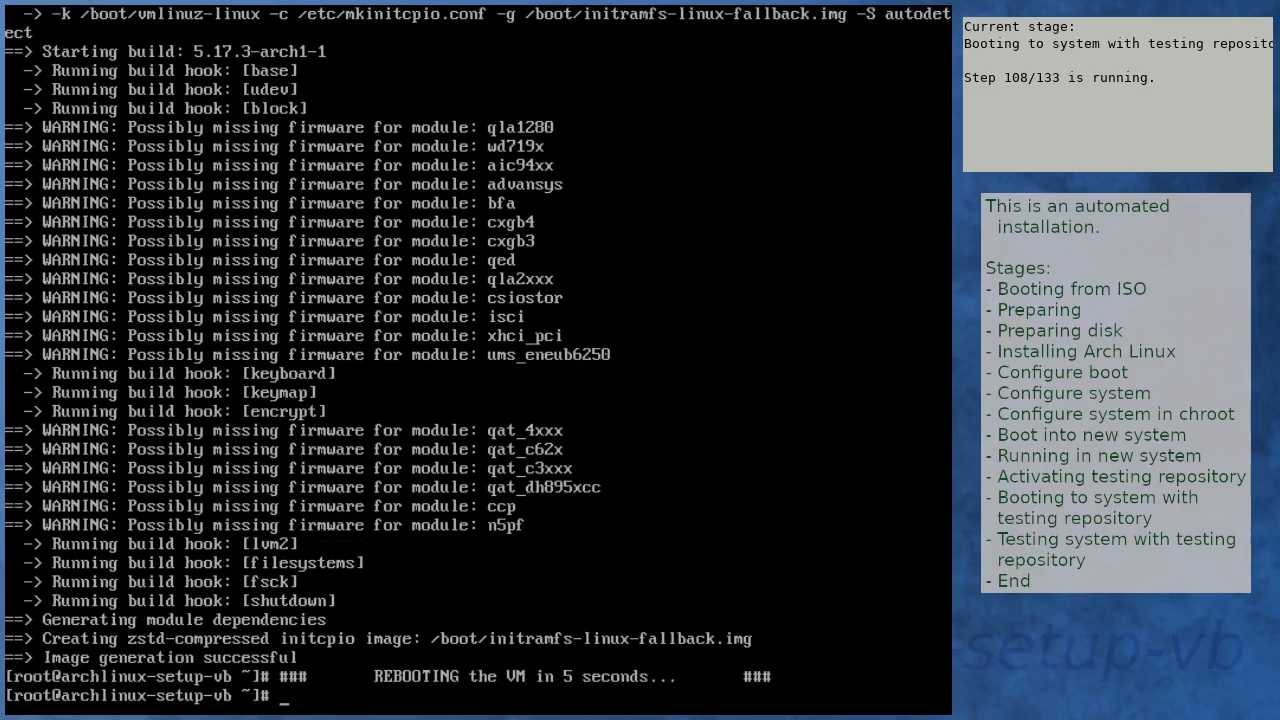 -> -k /boot/vmlinuz-linux -c /etc/mkinitcpio.conf -g /boot/initramfs-linux-fallback.img -S autodet
ect
==> Starting build: 5.17.3-arch1-1
  -> Running build hook: [base]
  -> Running build hook: [udev]
  -> Running build hook: [block]
==> WARNING: Possibly missing firmware for module: qla1280
==> WARNING: Possibly missing firmware for module: wd719x
==> WARNING: Possibly missing firmware for module: aic94xx
==> WARNING: Possibly missing firmware for module: advansys
==> WARNING: Possibly missing firmware for module: bfa
==> WARNING: Possibly missing firmware for module: cxgb4
==> WARNING: Possibly missing firmware for module: cxgb3
==> WARNING: Possibly missing firmware for module: qed
==> WARNING: Possibly missing firmware for module: qla2xxx
==> WARNING: Possibly missing firmware for module: csiostor
==> WARNING: Possibly missing firmware for module: isci
==> WARNING: Possibly missing firmware for module: xhci_pci
==> WARNING: Possibly missing firmware for module: ums_eneub6250
  -> Running build hook: [keyboard]
  -> Running build hook: [keymap]
  -> Running build hook: [encrypt]
==> WARNING: Possibly missing firmware for module: qat_4xxx
==> WARNING: Possibly missing firmware for module: qat_c62x
==> WARNING: Possibly missing firmware for module: qat_c3xxx
==> WARNING: Possibly missing firmware for module: qat_dh895xcc
==> WARNING: Possibly missing firmware for module: ccp
==> WARNING: Possibly missing firmware for module: n5pf
  -> Running build hook: [lvm2]
  -> Running build hook: [filesystems]
  -> Running build hook: [fsck]
  -> Running build hook: [shutdown]
==> Generating module dependencies
==> Creating zstd-compressed initcpio image: /boot/initramfs-linux-fallback.img
==> Image generation successful
[root@archlinux-setup-vb ~]# ###       REBOOTING the VM in 5 seconds...       ###
[root@archlinux-setup-vb ~]# _
Current stage:
Booting to system with testing reposito
Step 108/133 is running.
This is an automated
installation.
Stages:
- Booting from ISO
- Preparing
- Preparing disk
- Installing Arch Linux
- Configure boot
- Configure system
- Configure system in chroot
- Boot into new system
- Running in new system
- Activating testing repository
- Booting to system with
testing repository
- Testing system with testing
repository
- End
setup-vb